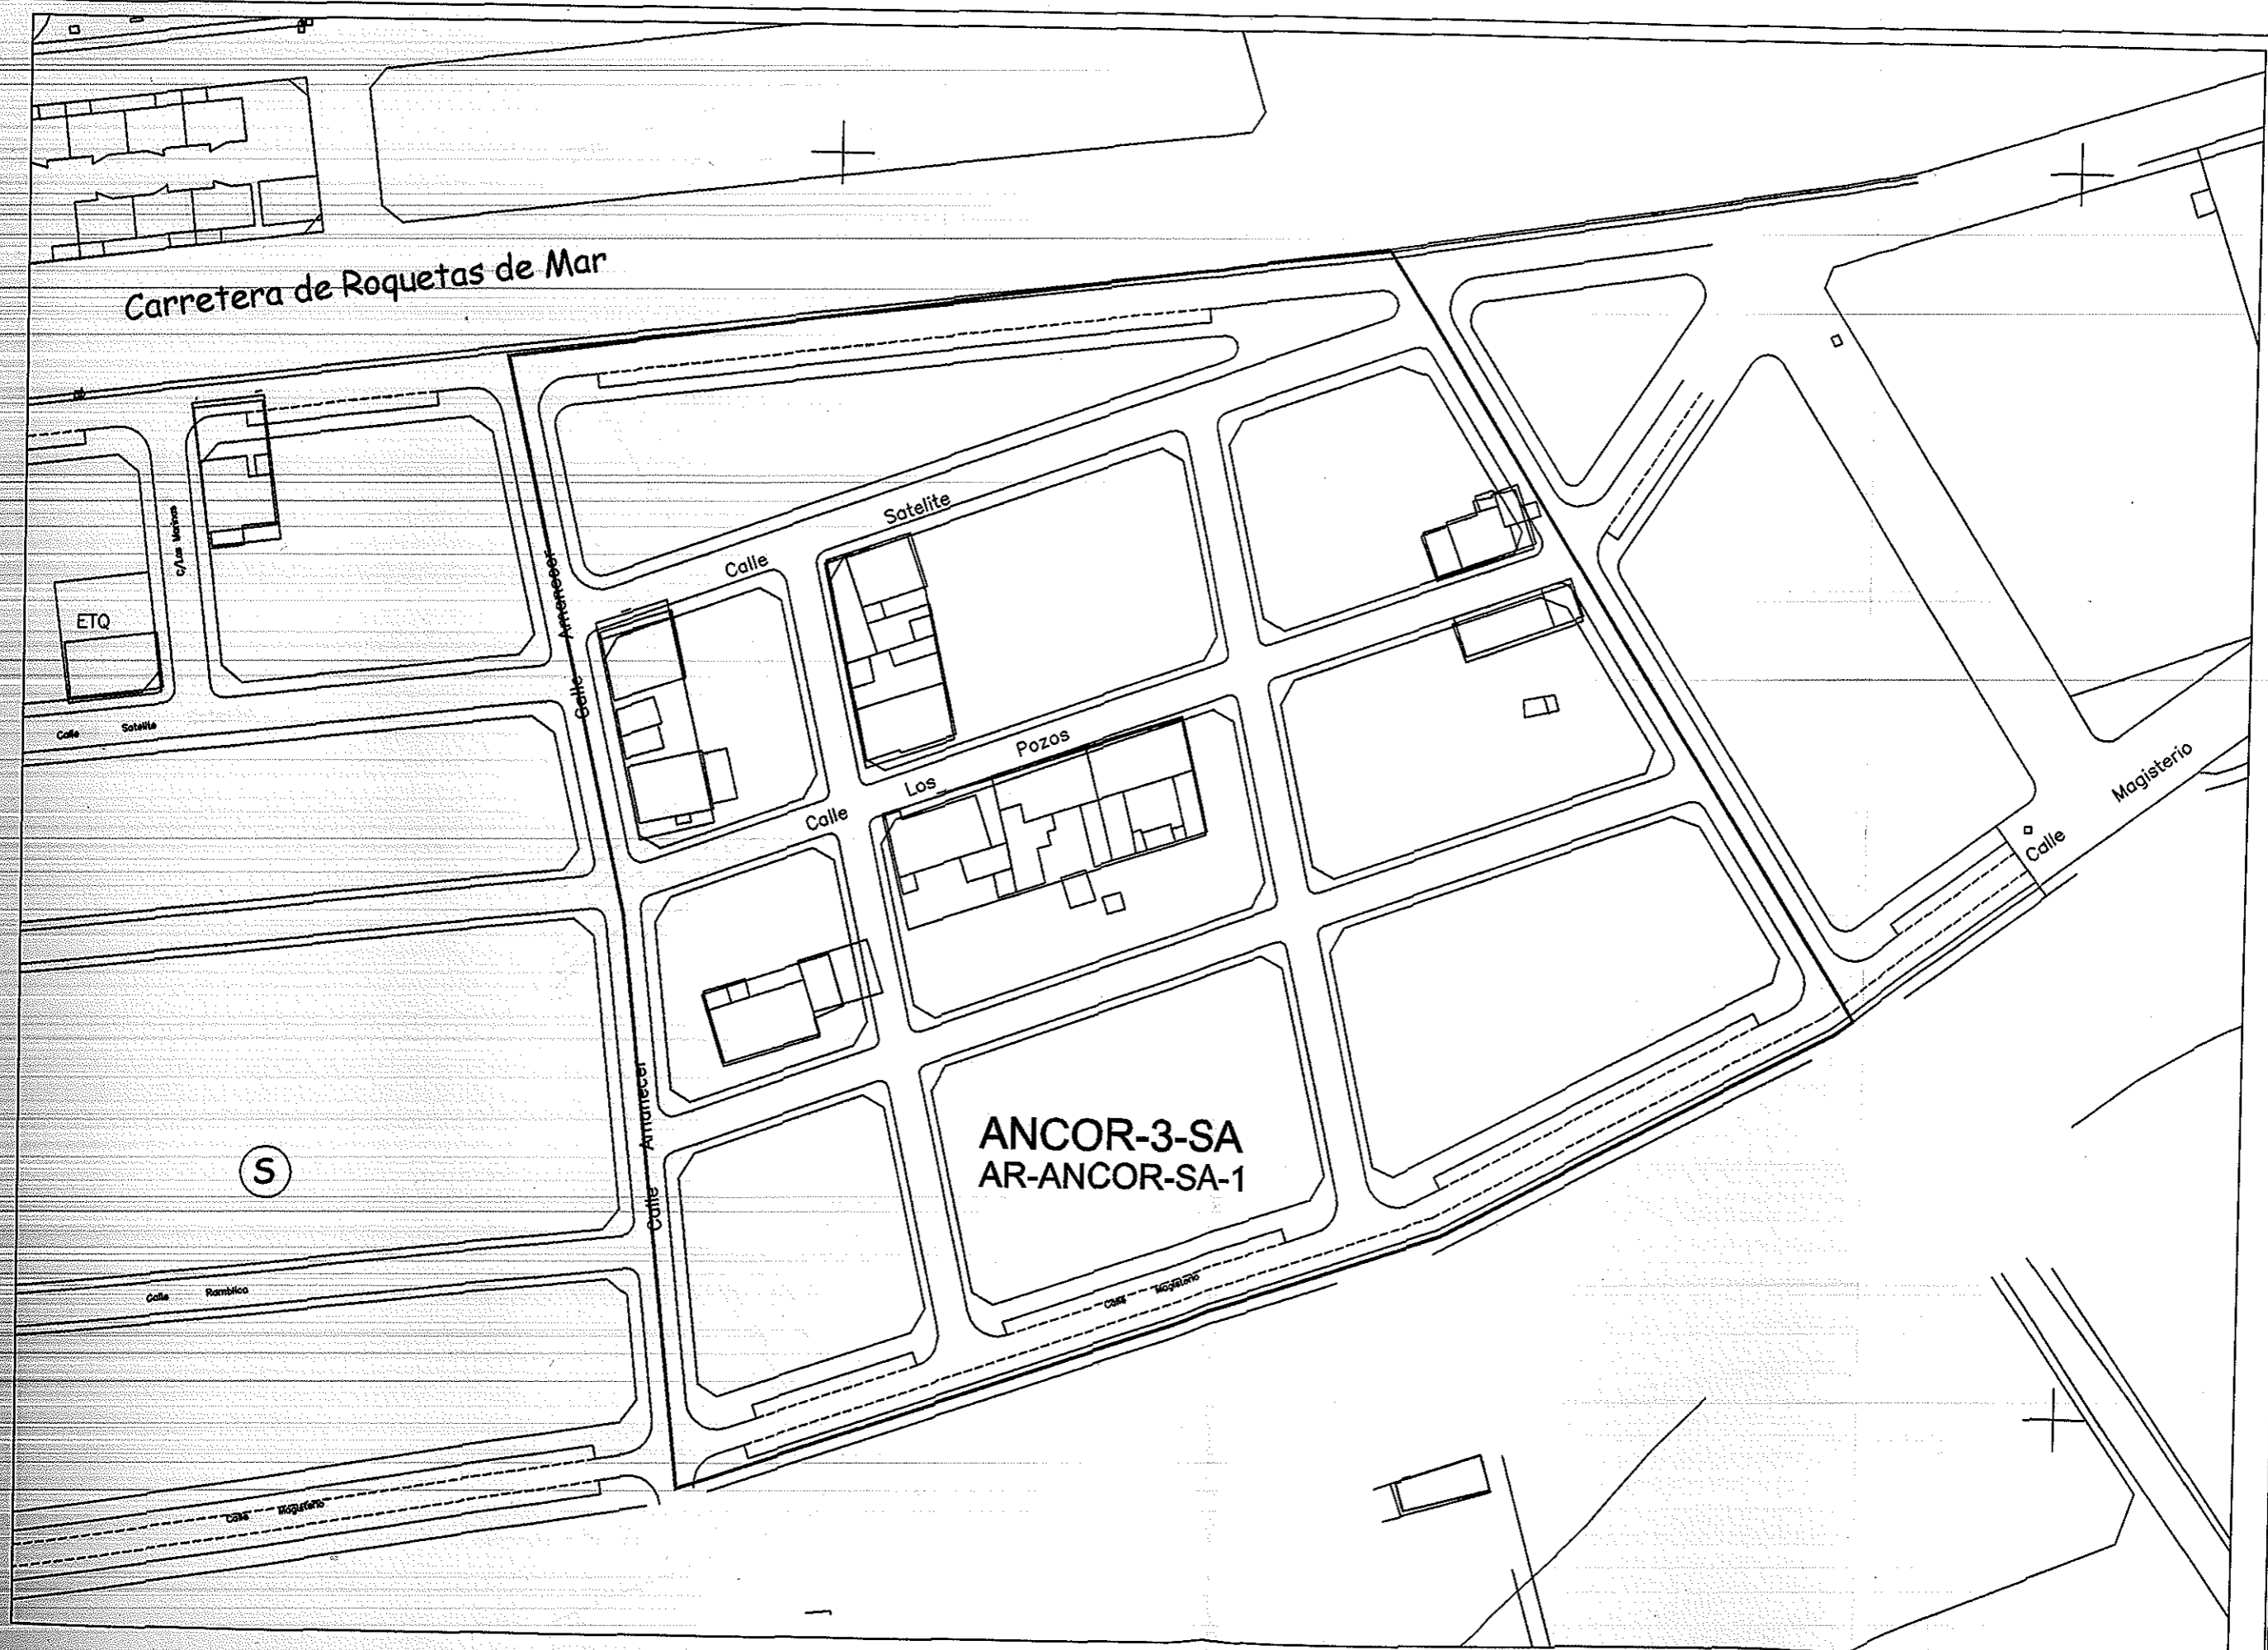 Carretera de Roquetas de Mar
Calle Satelite
C/Las Marinas
ETQ
Calle Amanecer
Calle Satelite
Calle Los Pozos
Calle Magisterio
Calle Amanecer
ANCOR-3-SA
AR-ANCOR-SA-1
S
Calle Ramblica
Calle Magisterio
Calle Magisterio